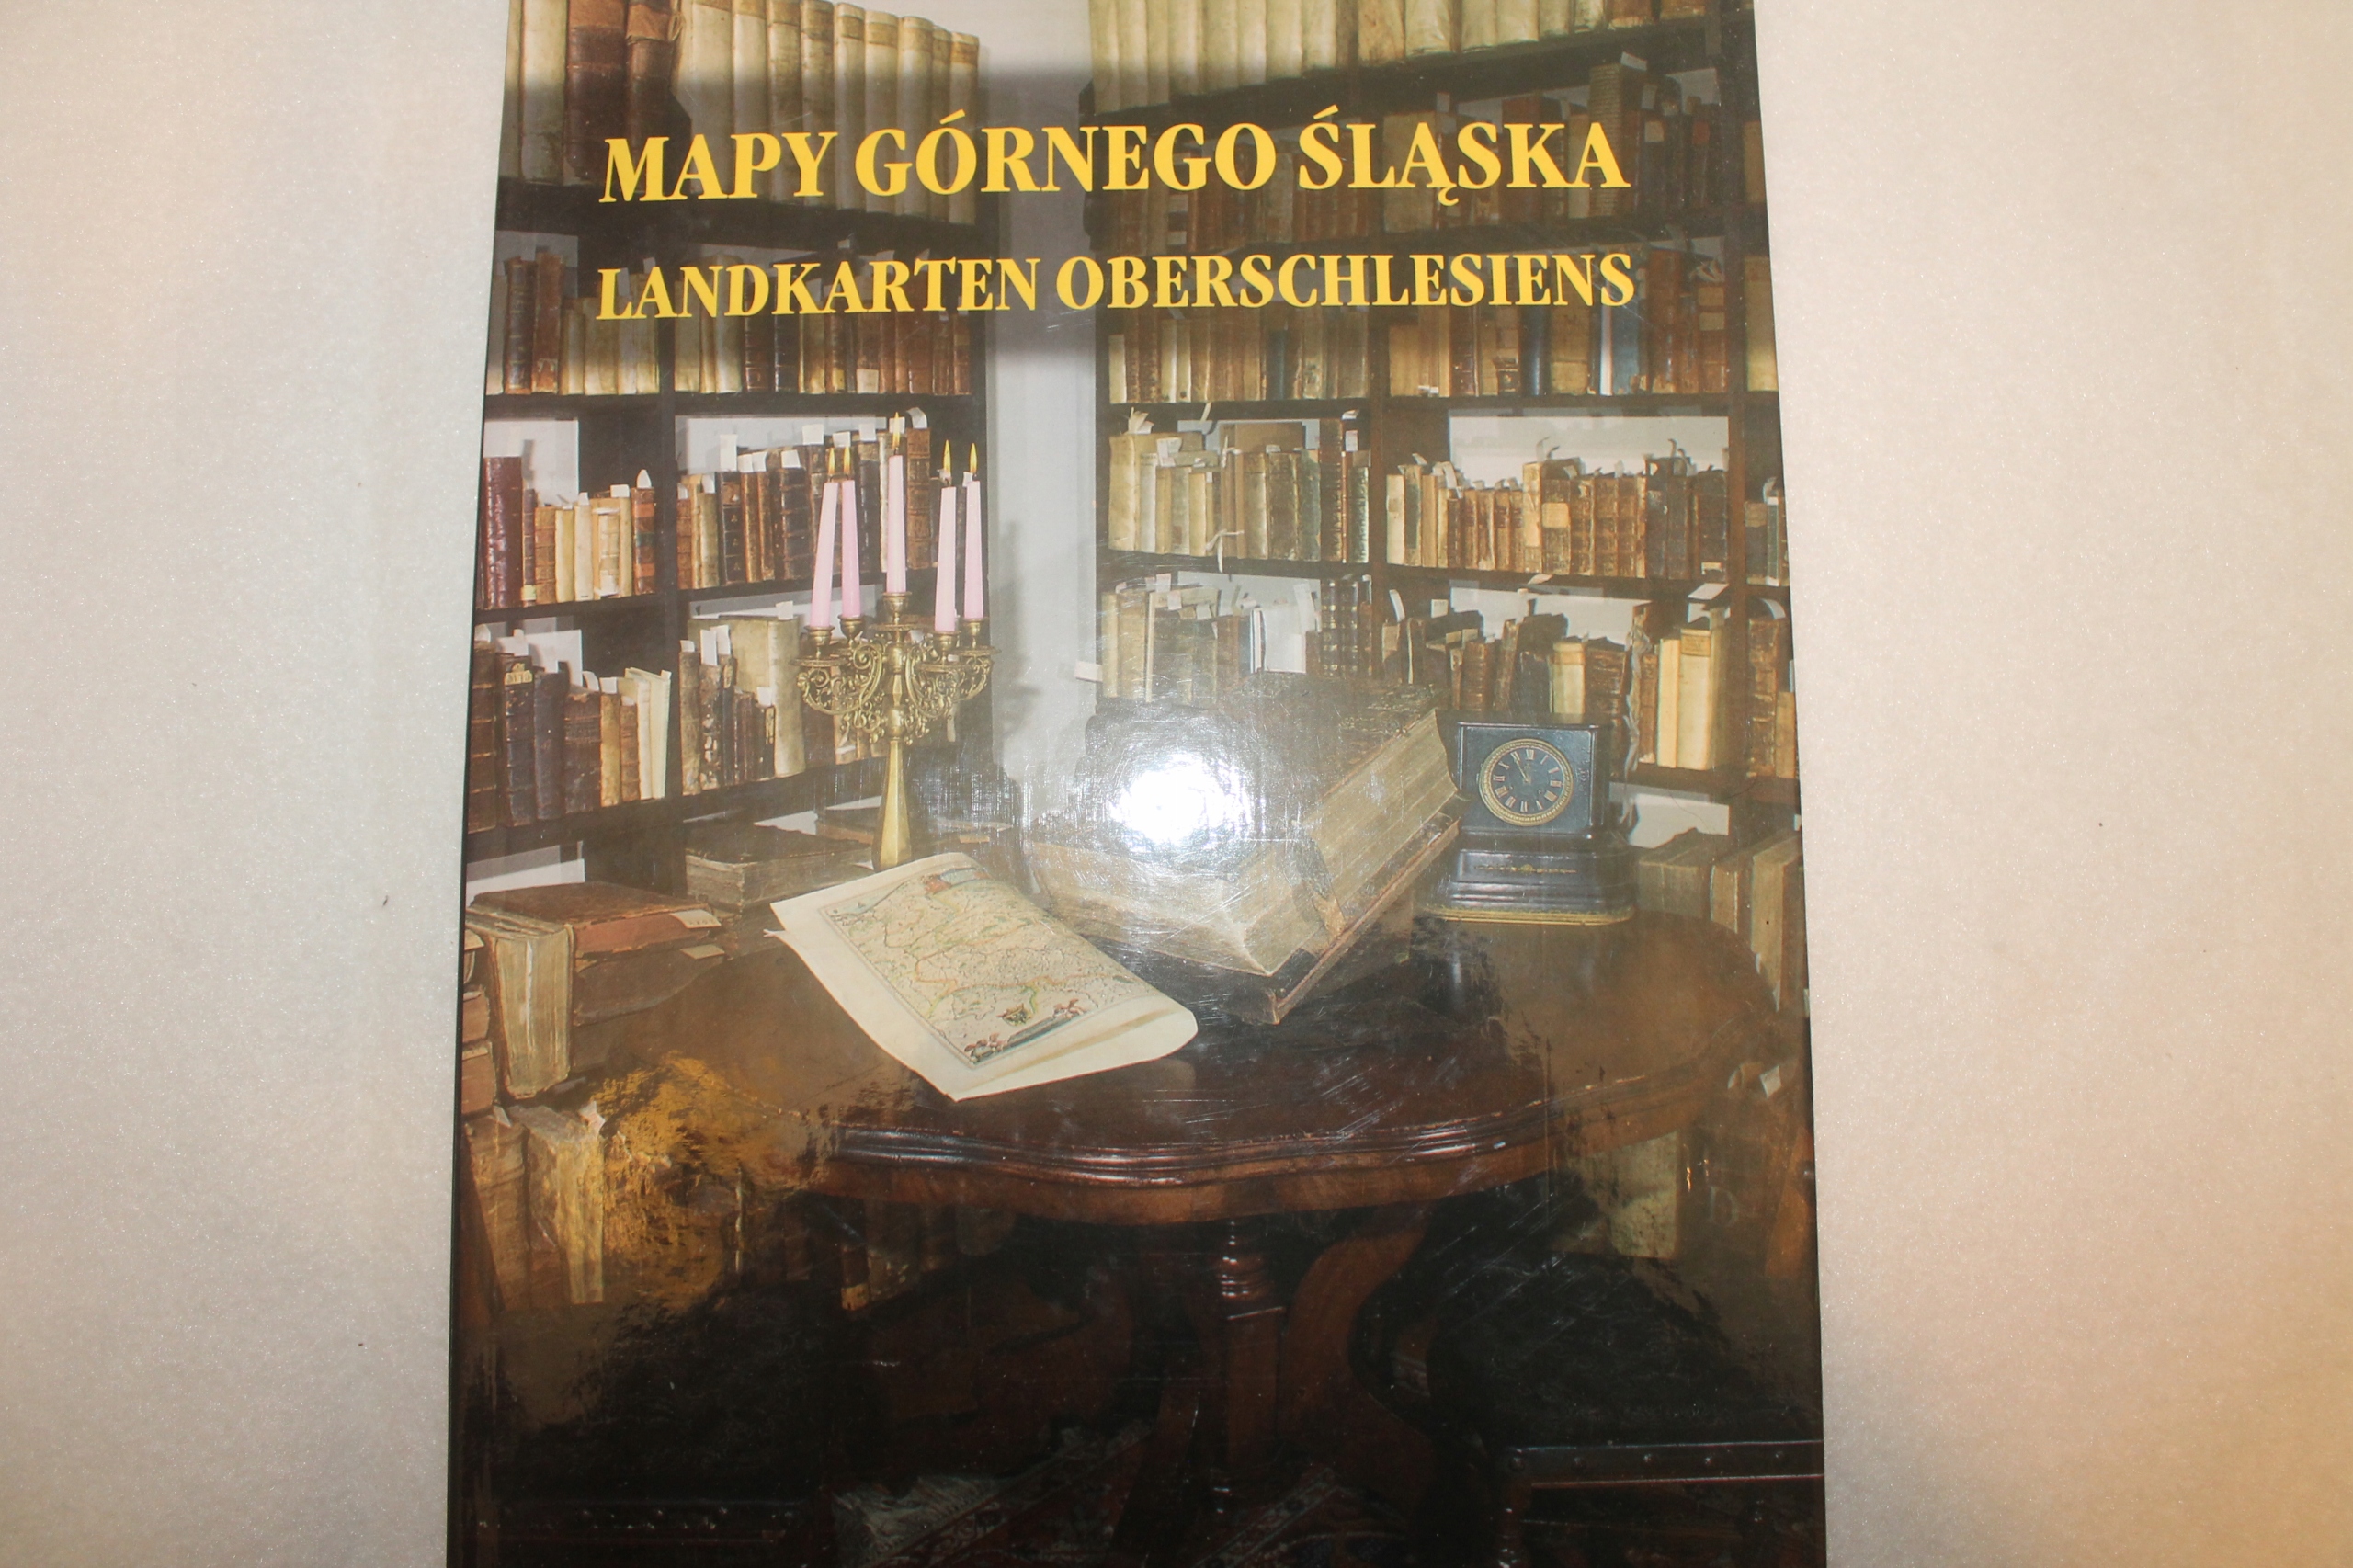 MAPY GÓRNEGO ŚLĄSKA
LANDKARTEN OBERSCHLESIENS